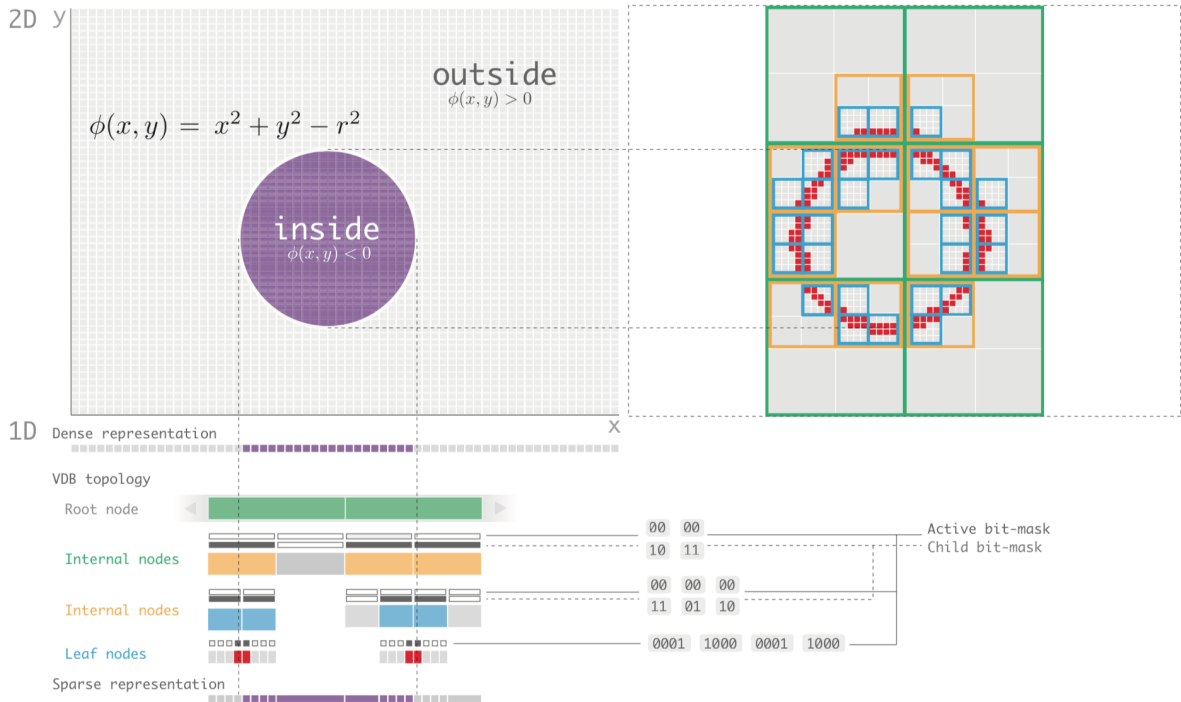 2D y
outside
ϕ(x, y) > 0
ϕ(x, y) = x² + y² − r²
inside
ϕ(x, y) < 0
x
1D
Dense representation
VDB topology
Root node
00 00
Active bit-mask
Internal nodes
10 11
Child bit-mask
00 00 00
Internal nodes
11 01 10
Leaf nodes
0001 1000 0001 1000
Sparse representation